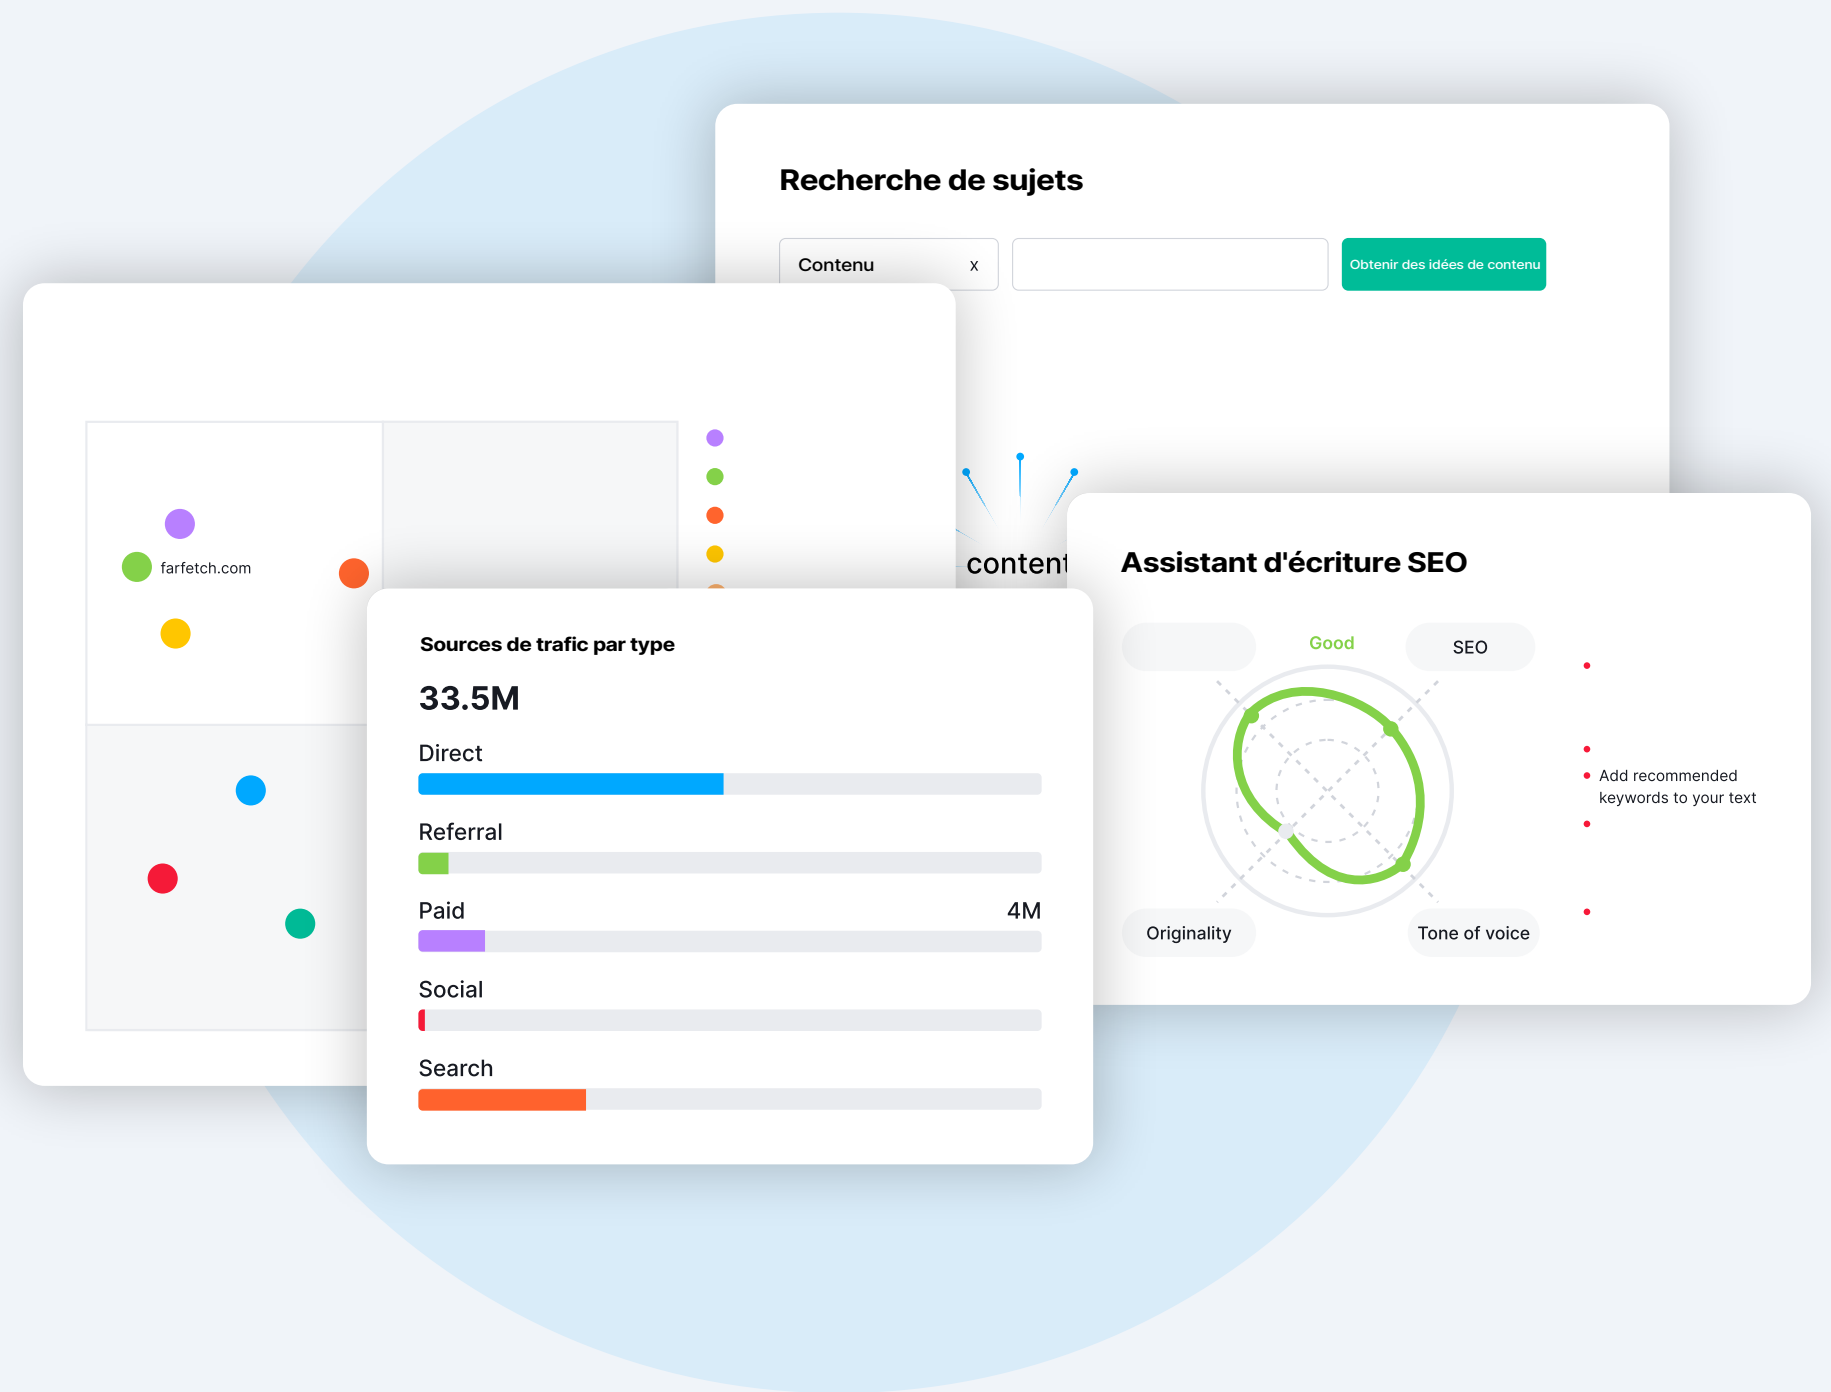 Recherche de sujets
Contenu x
Obtenir des idées de contenu
farfetch.com
content
Sources de trafic par type
33.5M
Direct
Referral
Paid 4M
Social
Search
Assistant d'écriture SEO
Good
SEO
Originality
Tone of voice
Add recommended
keywords to your text